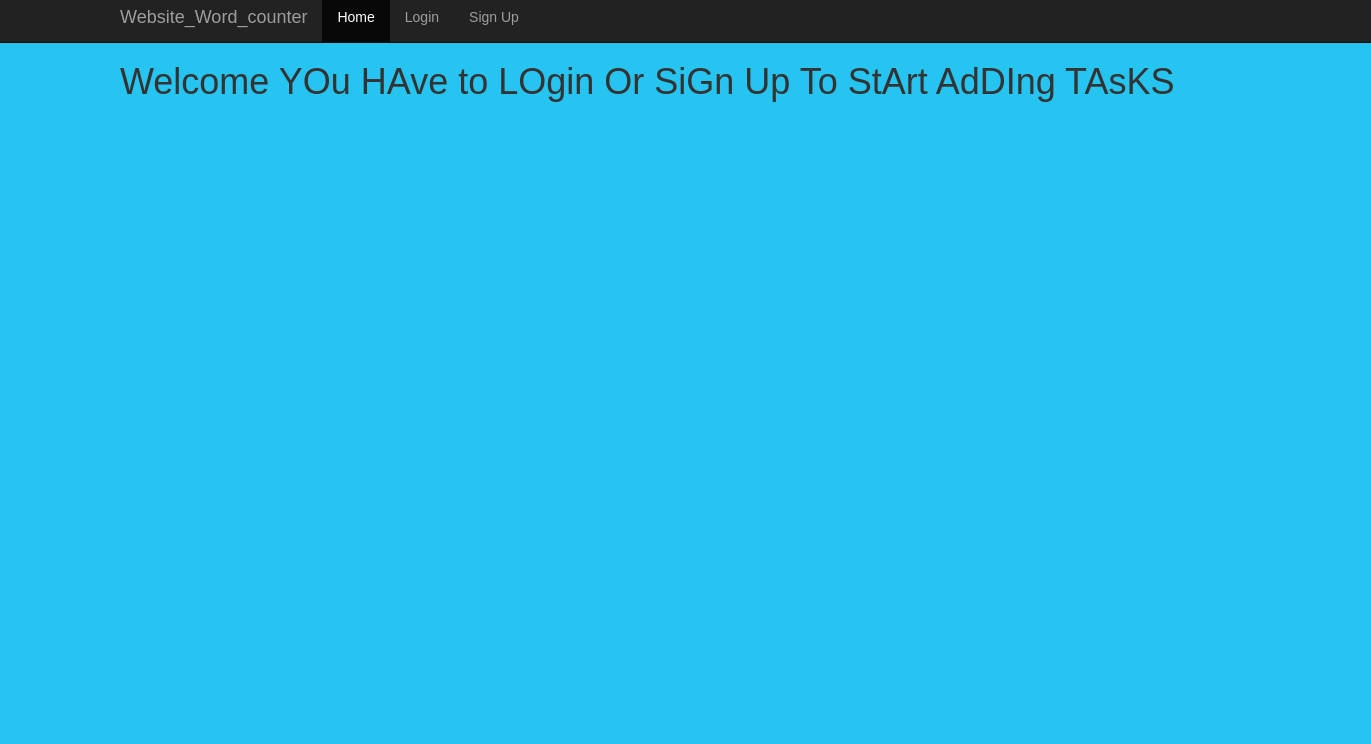 Website_Word_counter Home Login Sign Up
Welcome YOu HAve to LOgin Or SiGn Up To StArt AdDIng TAsKS